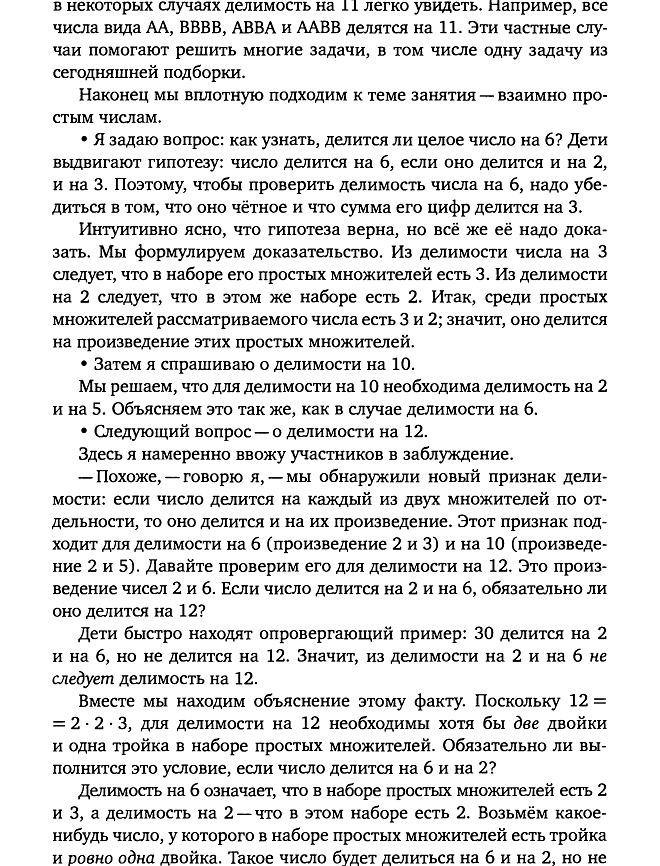 в некоторых случаях делимость на 11 легко увидеть. Например, все
числа вида AA, BBBB, ABBA и AABB делятся на 11. Эти частные слу-
чаи помогают решить многие задачи, в том числе одну задачу из
сегодняшней подборки.
Наконец мы вплотную подходим к теме занятия — взаимно про-
стым числам.
• Я задаю вопрос: как узнать, делится ли целое число на 6? Дети
выдвигают гипотезу: число делится на 6, если оно делится и на 2,
и на 3. Поэтому, чтобы проверить делимость числа на 6, надо убе-
диться в том, что оно чётное и что сумма его цифр делится на 3.
Интуитивно ясно, что гипотеза верна, но всё же её надо дока-
зать. Мы формулируем доказательство. Из делимости числа на 3
следует, что в наборе его простых множителей есть 3. Из делимости
на 2 следует, что в этом же наборе есть 2. Итак, среди простых
множителей рассматриваемого числа есть 3 и 2; значит, оно делится
на произведение этих простых множителей.
• Затем я спрашиваю о делимости на 10.
Мы решаем, что для делимости на 10 необходима делимость на 2
и на 5. Объясняем это так же, как в случае делимости на 6.
• Следующий вопрос — о делимости на 12.
Здесь я намеренно ввожу участников в заблуждение.
— Похоже, — говорю я, — мы обнаружили новый признак дели-
мости: если число делится на каждый из двух множителей по от-
дельности, то оно делится и на их произведение. Этот признак под-
ходит для делимости на 6 (произведение 2 и 3) и на 10 (произведе-
ние 2 и 5). Давайте проверим его для делимости на 12. Это произ-
ведение чисел 2 и 6. Если число делится на 2 и на 6, обязательно ли
оно делится на 12?
Дети быстро находят опровергающий пример: 30 делится на 2
и на 6, но не делится на 12. Значит, из делимости на 2 и на 6 не
следует делимость на 12.
Вместе мы находим объяснение этому факту. Поскольку 12 =
= 2 · 2 · 3, для делимости на 12 необходимы хотя бы две двойки
и одна тройка в наборе простых множителей. Обязательно ли вы-
полнится это условие, если число делится на 6 и на 2?
Делимость на 6 означает, что в наборе простых множителей есть 2
и 3, а делимость на 2 — что в этом наборе есть 2. Возьмём какое-
нибудь число, у которого в наборе простых множителей есть тройка
и ровно одна двойка. Такое число будет делиться на 6 и на 2, но не